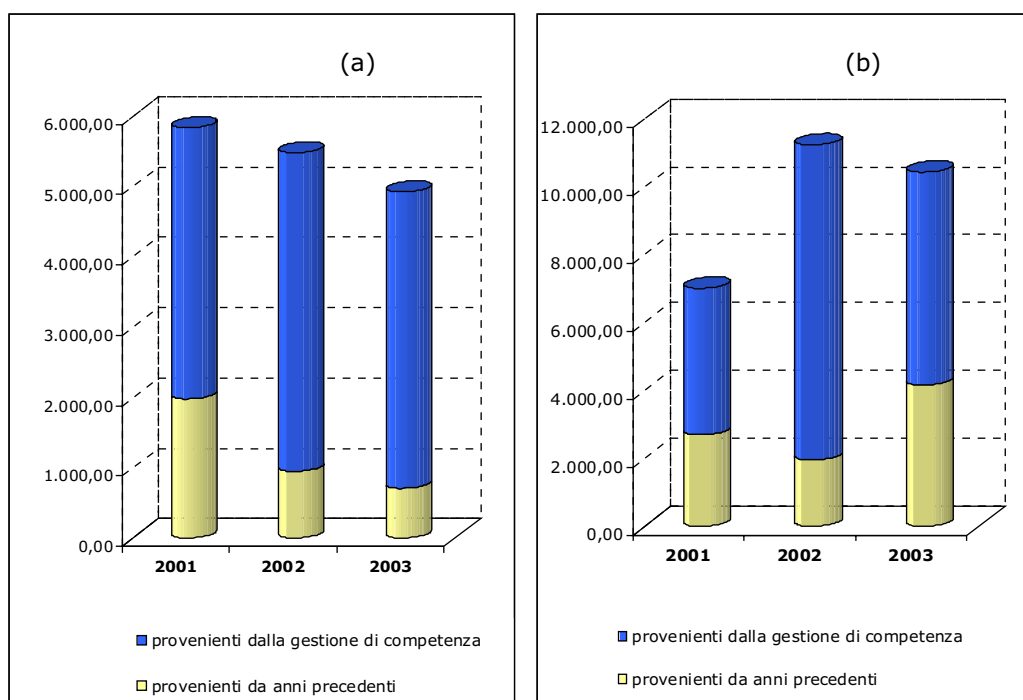 (a)
6.000,00
5.000,00
4.000,00
3.000,00
2.000,00
1.000,00
0,00
2001 2002 2003
provenienti dalla gestione di competenza
provenienti da anni precedenti
(b)
12.000,00
10.000,00
8.000,00
6.000,00
4.000,00
2.000,00
0,00
2001 2002 2003
provenienti dalla gestione di competenza
provenienti da anni precedenti